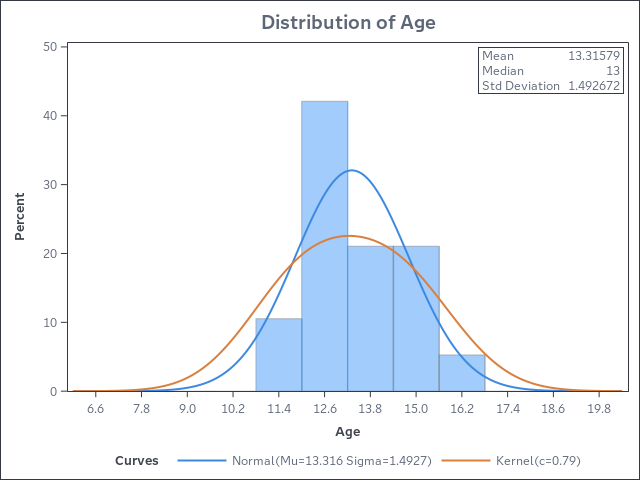 Distribution of Age
Mean 13.31579
Median 13
Std Deviation 1.492672
50
40
30
20
10
0
Percent
6.6 7.8 9.0 10.2 11.4 12.6 13.8 15.0 16.2 17.4 18.6 19.8
Age
Curves Normal(Mu=13.316 Sigma=1.4927) Kernel(c=0.79)